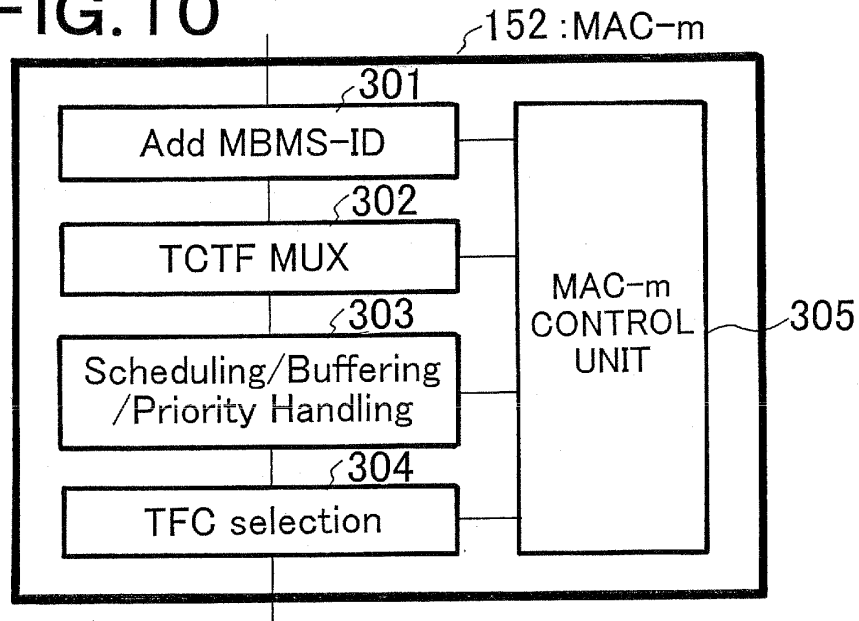 FIG. 10
152 : MAC-m
301
Add MBMS-ID
302
TCTF MUX
303
Scheduling/Buffering
/Priority Handling
304
TFC selection
MAC-m
CONTROL
UNIT
305